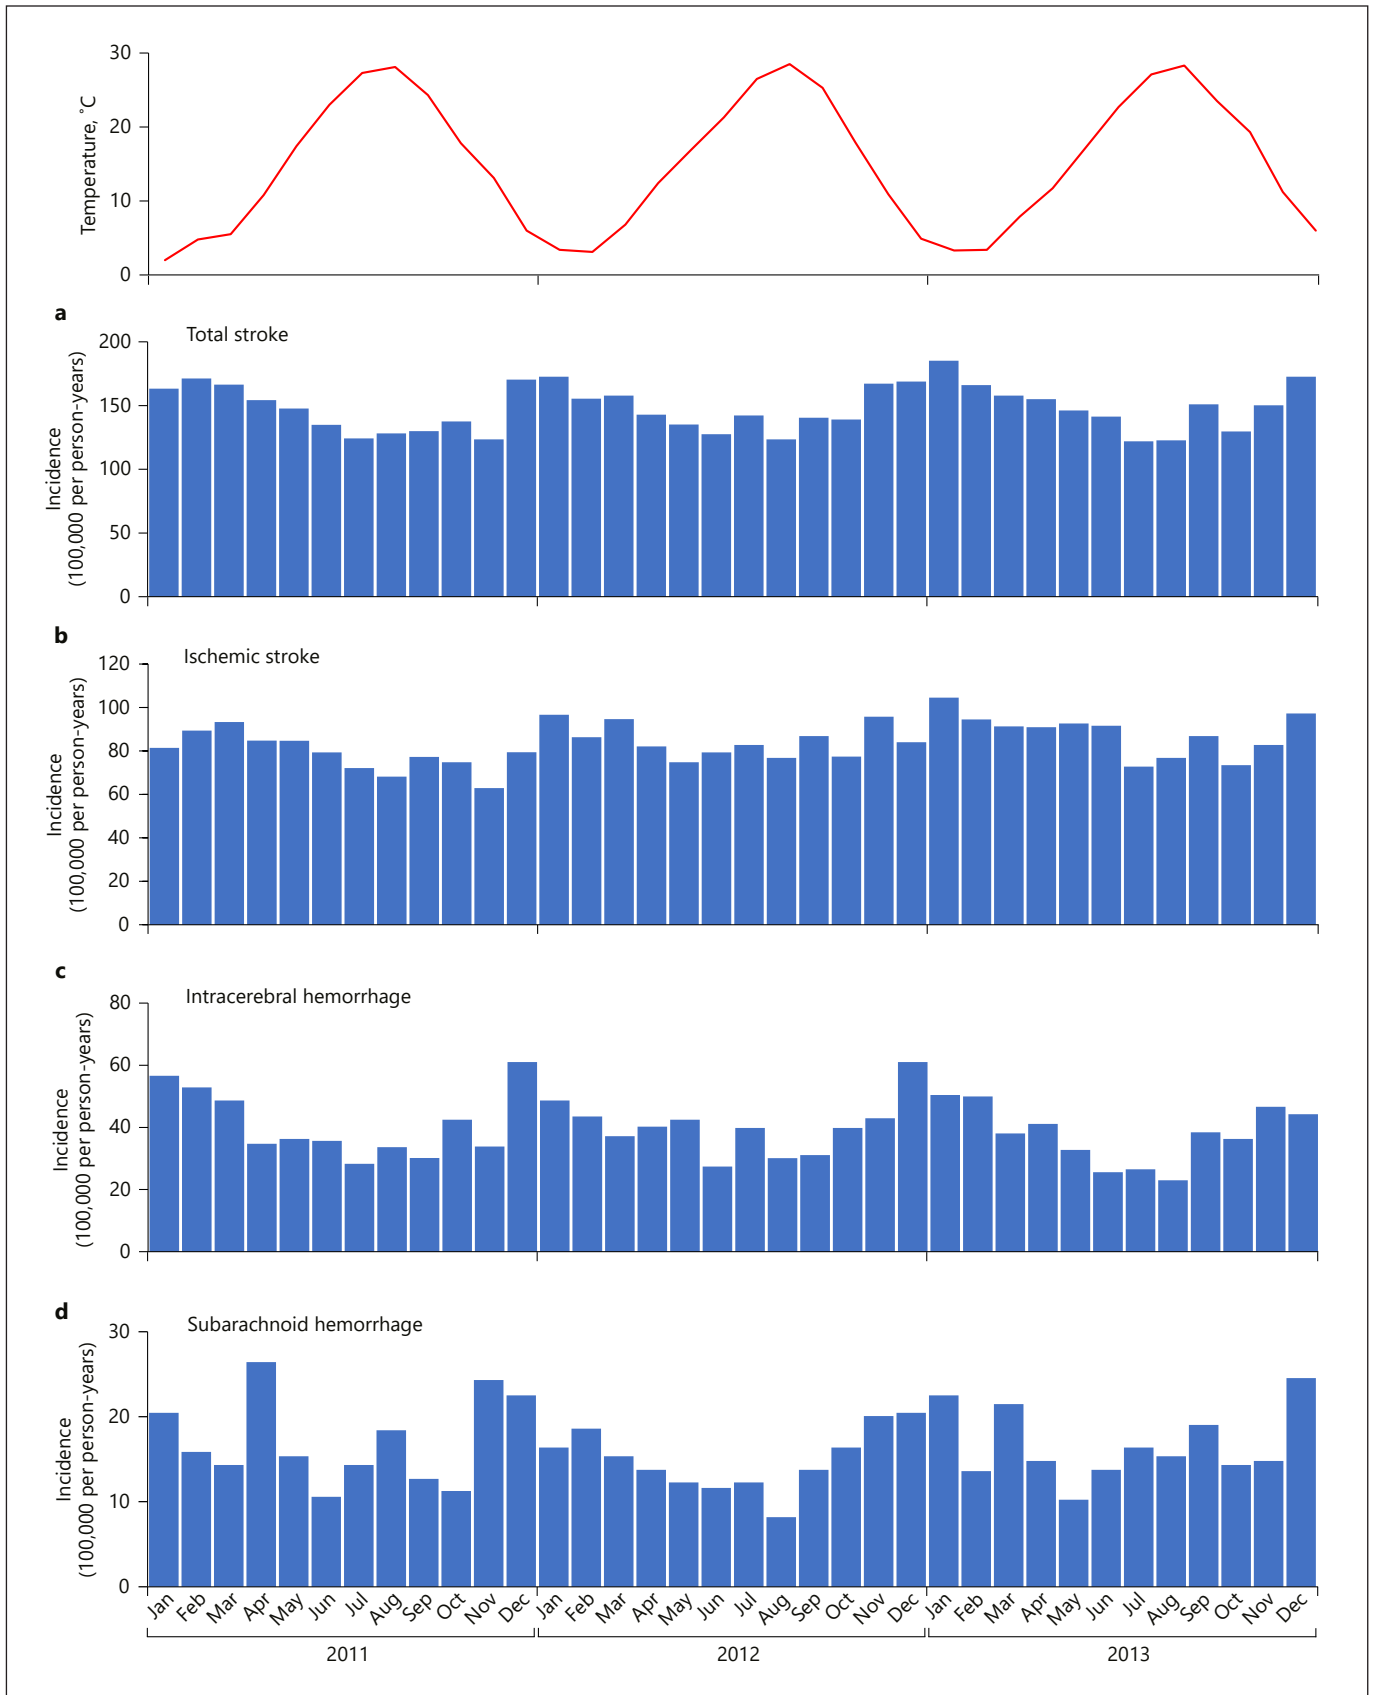 30
20
10
0
Temperature, ˚C
a
Total stroke
200
150
100
50
0
Incidence
(100,000 per person-years)
b
Ischemic stroke
120
100
80
60
40
20
0
Incidence
(100,000 per person-years)
c
Intracerebral hemorrhage
80
60
40
20
0
Incidence
(100,000 per person-years)
d
Subarachnoid hemorrhage
30
20
10
0
Incidence
(100,000 per person-years)
Jan Feb Mar Apr May Jun Jul Aug Sep Oct Nov Dec Jan Feb Mar Apr May Jun Jul Aug Sep Oct Nov Dec Jan Feb Mar Apr May Jun Jul Aug Sep Oct Nov Dec
2011 2012 2013